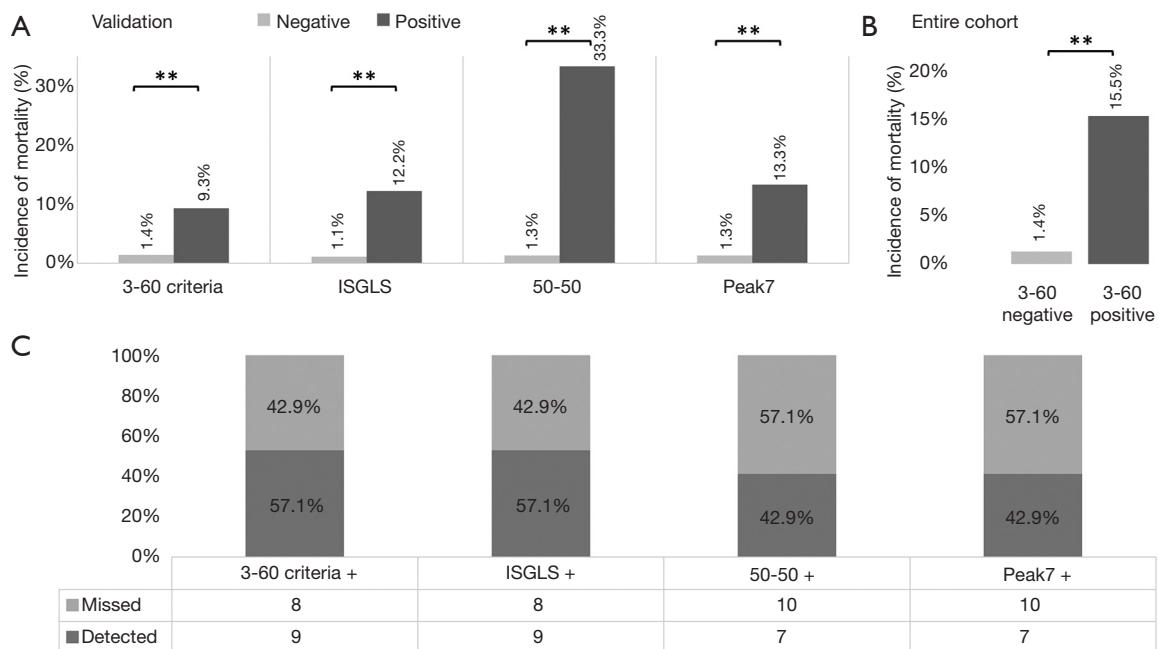 A
Validation
Negative
Positive
Incidence of mortality (%)
30%
20%
10%
0%
**
**
**
**
1.4%
9.3%
1.1%
12.2%
1.3%
33.3%
1.3%
13.3%
3-60 criteria
ISGLS
50-50
Peak7
B
Entire cohort
Incidence of mortality (%)
20%
15%
10%
5%
0%
**
1.4%
15.5%
3-60
negative
3-60
positive
C
100%
80%
60%
40%
20%
0%
42.9%
42.9%
57.1%
57.1%
57.1%
57.1%
42.9%
42.9%
3-60 criteria +
ISGLS +
50-50 +
Peak7 +
Missed
8
8
10
10
Detected
9
9
7
7